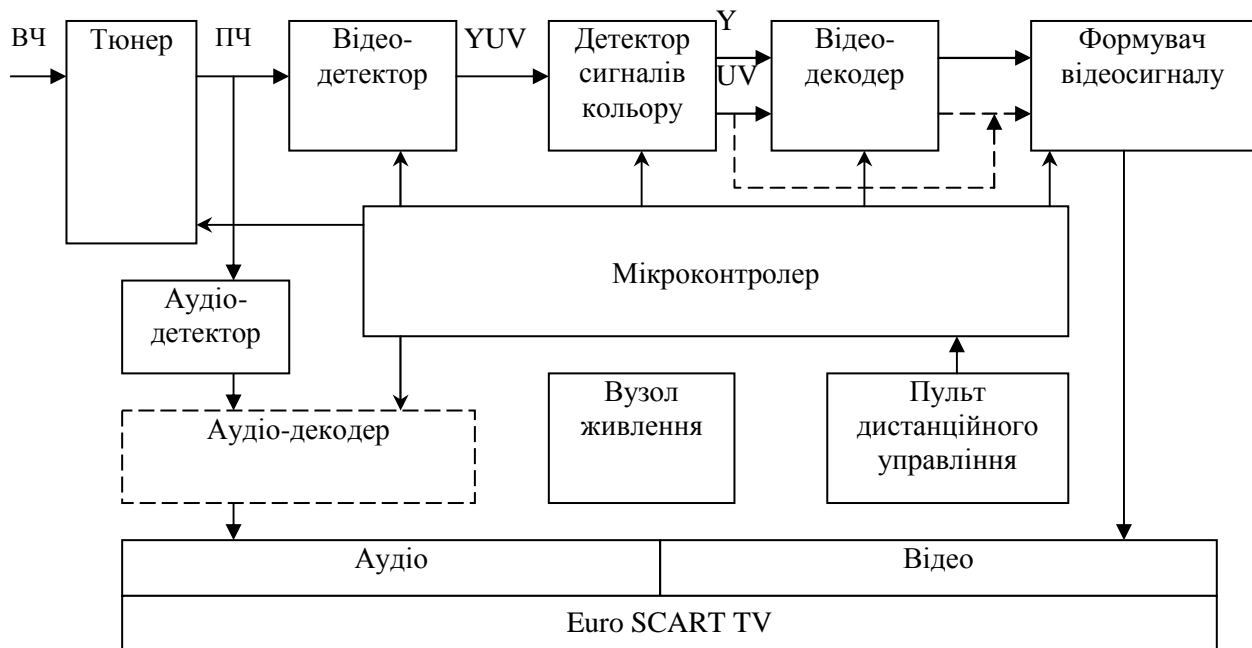 ВЧ
Тюнер
ПЧ
Відео-
детектор
YUV
Детектор
сигналів
кольору
Y
UV
Відео-
декодер
Формувач
відеосигналу
Мікроконтролер
Аудіо-
детектор
Аудіо-декодер
Вузол
живлення
Пульт
дистанційного
управління
Аудіо
Відео
Euro SCART TV